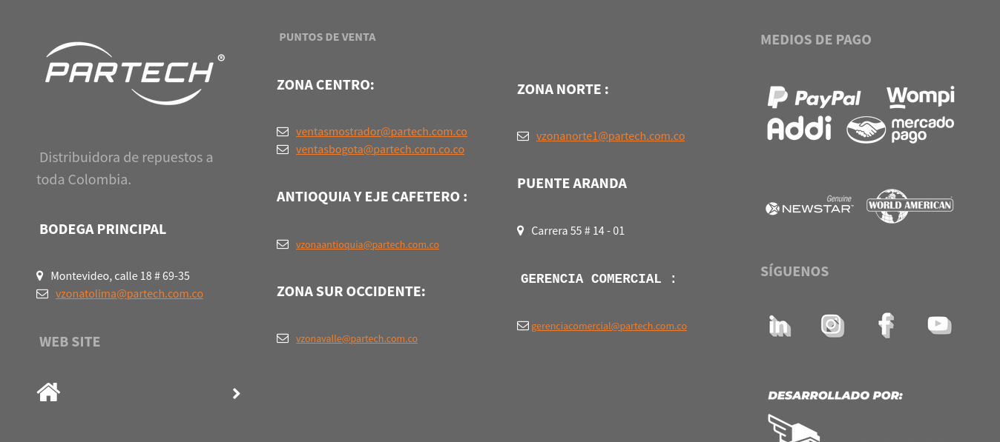 PARTECH®
Distribuidora de repuestos a
toda Colombia.
BODEGA PRINCIPAL
Montevideo, calle 18 # 69-35
vzonatolima@partech.com.co
WEB SITE
PUNTOS DE VENTA
ZONA CENTRO:
ventasmostrador@partech.com.co
ventasbogota@partech.com.co.co
ANTIOQUIA Y EJE CAFETERO :
vzonaantioquia@partech.com.co
ZONA SUR OCCIDENTE:
vzonavalle@partech.com.co
ZONA NORTE :
vzonanorte1@partech.com.co
PUENTE ARANDA
Carrera 55 # 14 - 01
GERENCIA COMERCIAL :
gerenciacomercial@partech.com.co
MEDIOS DE PAGO
PayPal Wompi
Addi mercado pago
Genuine
NEWSTAR™ WORLD AMERICAN
SÍGUENOS
DESARROLLADO POR: